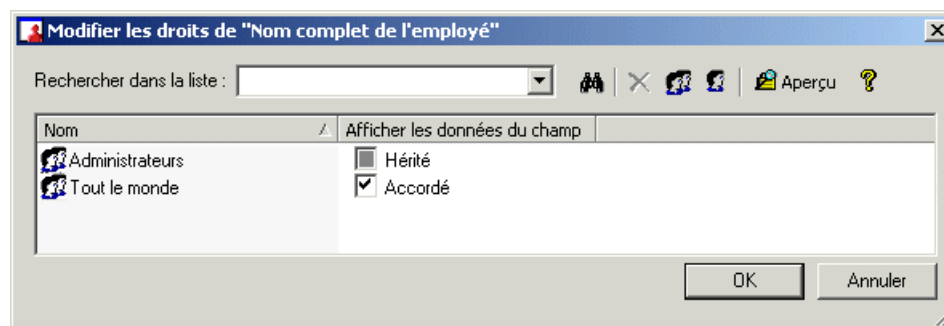 Modifier les droits de "Nom complet de l'employé"
Rechercher dans la liste : Aperçu
Nom Afficher les données du champ
Administrateurs Hérité
Tout le monde Accordé
OK Annuler